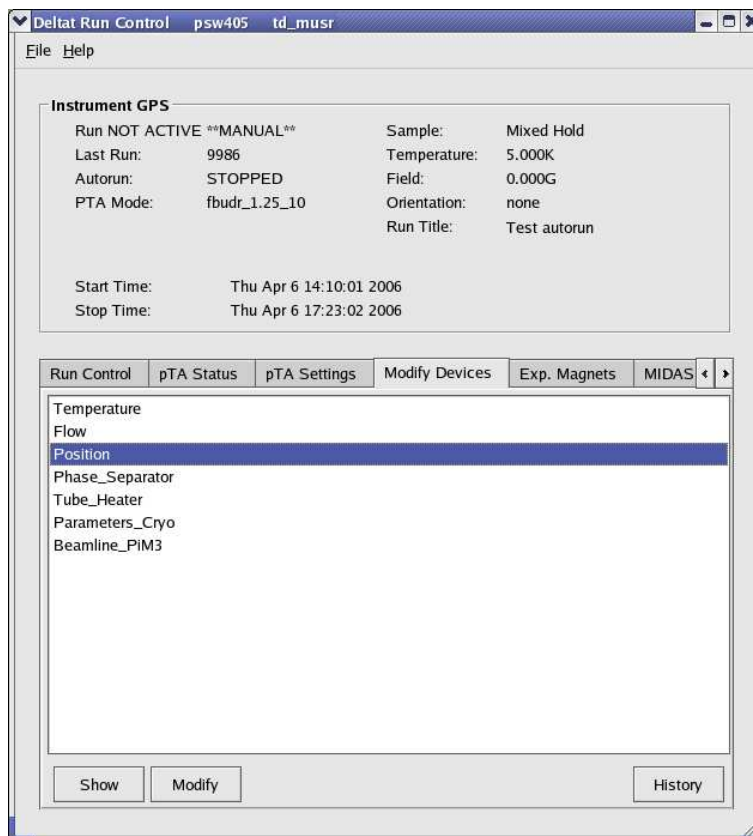 Deltat Run Control psw405 td_musr
File Help
Instrument GPS
Run NOT ACTIVE **MANUAL** Sample: Mixed Hold
Last Run: 9986 Temperature: 5.000K
Autorun: STOPPED Field: 0.000G
PTA Mode: fbudr_1.25_10 Orientation: none
Run Title: Test autorun
Start Time: Thu Apr 6 14:10:01 2006
Stop Time: Thu Apr 6 17:23:02 2006
Run Control pTA Status pTA Settings Modify Devices Exp. Magnets MIDAS
Temperature
Flow
Position
Phase_Separator
Tube_Heater
Parameters_Cryo
Beamline_PiM3
Show Modify History